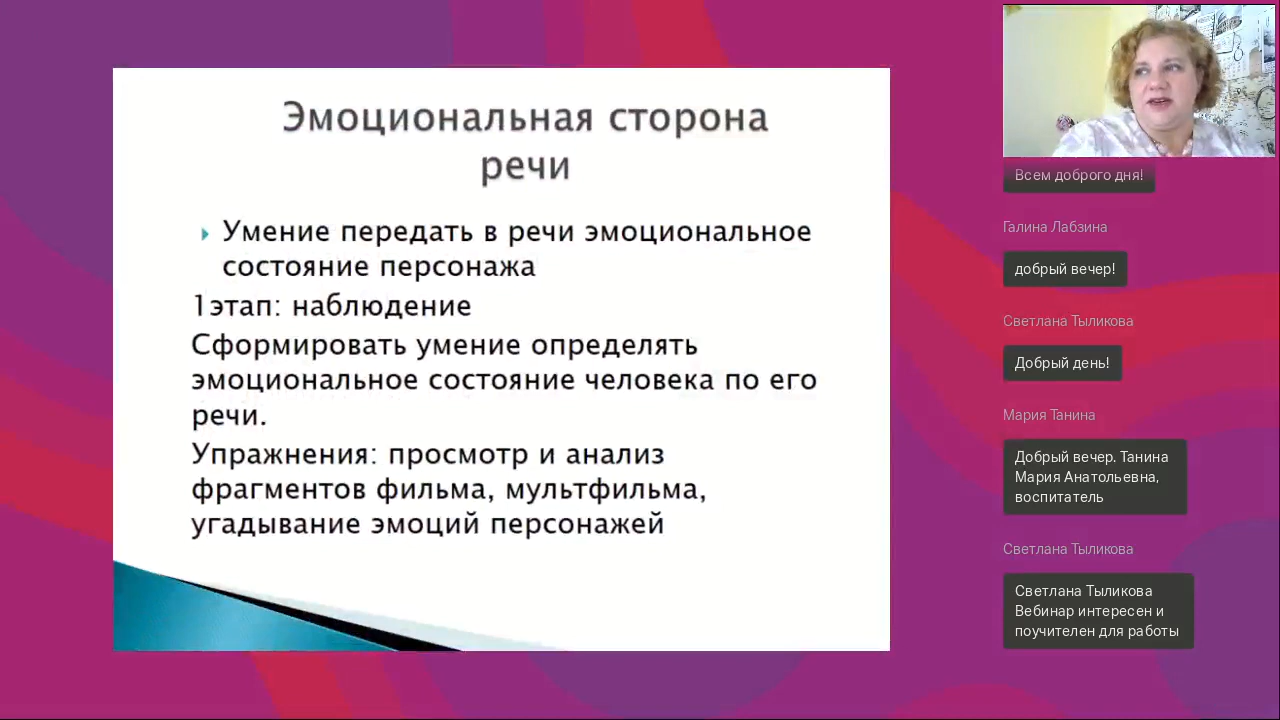 Эмоциональная сторона
речи
Умение передать в речи эмоциональное
состояние персонажа
1этап: наблюдение
Сформировать умение определять
эмоциональное состояние человека по его
речи.
Упражнения: просмотр и анализ
фрагментов фильма, мультфильма,
угадывание эмоций персонажей
Всем доброго дня!
Галина Лабзина
добрый вечер!
Светлана Тыликова
Добрый день!
Мария Танина
Добрый вечер. Танина
Мария Анатольевна,
воспитатель
Светлана Тыликова
Светлана Тыликова
Вебинар интересен и
поучителен для работы